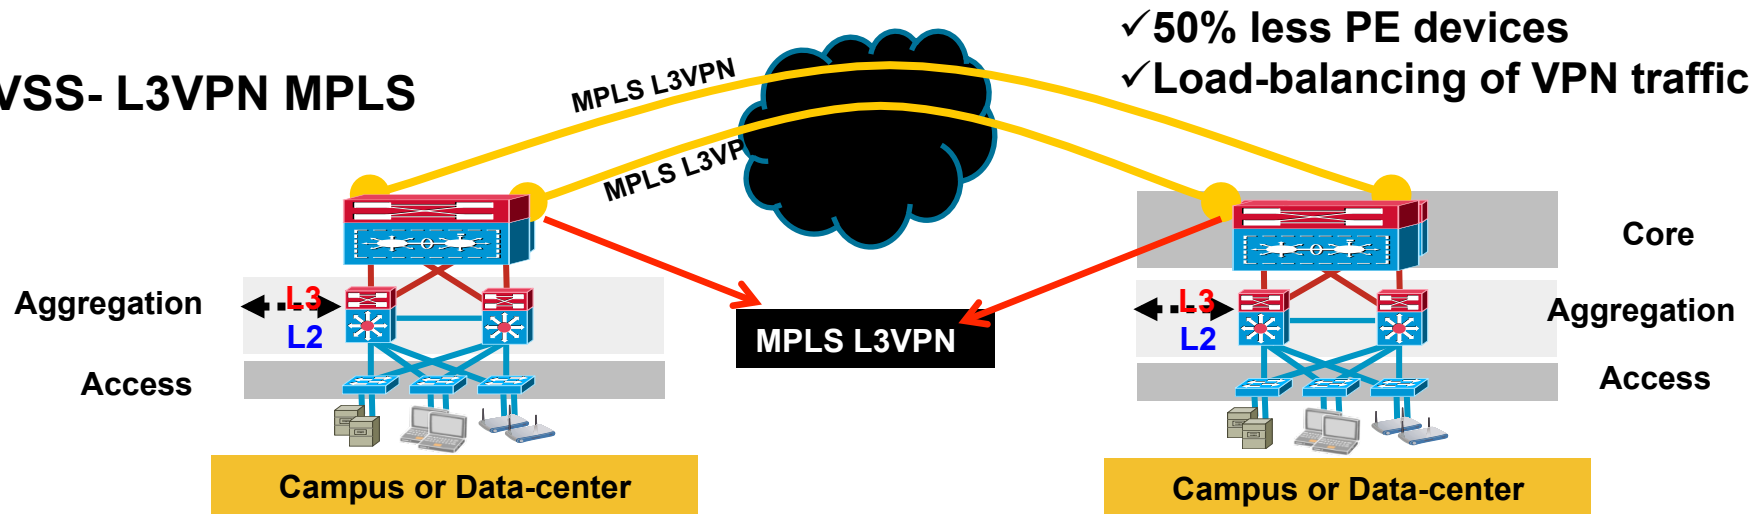 ✓50% less PE devices
VSS- L3VPN MPLS
✓Load-balancing of VPN traffic
MPLS L3VPN
MPLS L3VP
Core
Aggregation
L3
L2
L3
L2
Aggregation
MPLS L3VPN
Access
Access
Campus or Data-center
Campus or Data-center